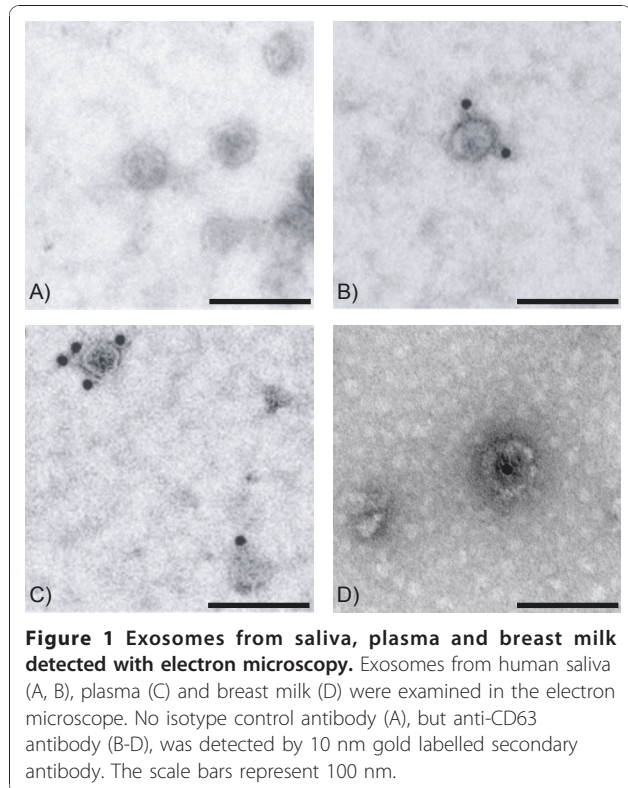 A)
B)
C)
D)
Figure 1 Exosomes from saliva, plasma and breast milk
detected with electron microscopy. Exosomes from human saliva
(A, B), plasma (C) and breast milk (D) were examined in the electron
microscope. No isotype control antibody (A), but anti-CD63
antibody (B-D), was detected by 10 nm gold labelled secondary
antibody. The scale bars represent 100 nm.